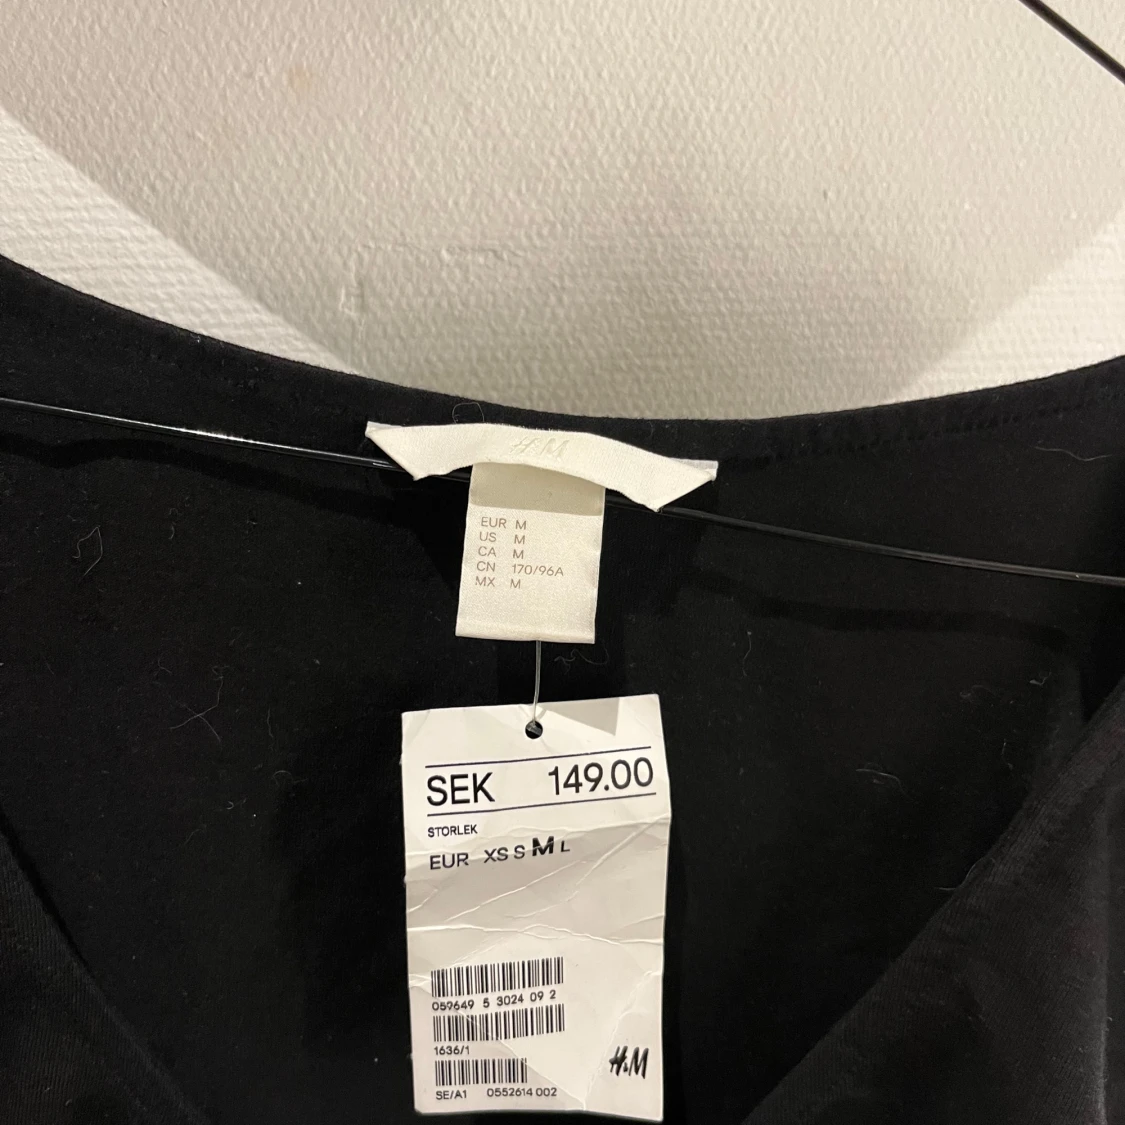 H&M
EUR M
US M
CA M
CN 170/96A
MX M
SEK 149.00
STORLEK
EUR XS S M L
059649 5 3024 09 2
1636/1
SE/A1 0552614 002
H&M